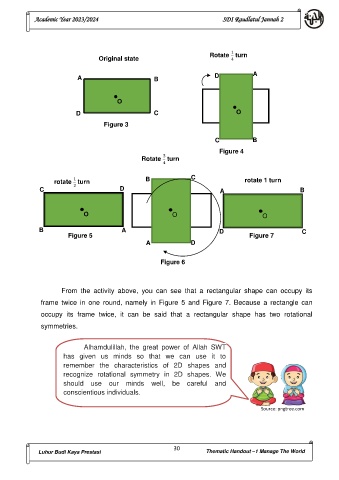 Academic Year 2023/2024 SDI Raudlatul Jannah 2
Original state
Rotate 1/4 turn
A B
O
D C
Figure 3
D A
O
C B
Figure 4
Rotate 3/4 turn
rotate 1/2 turn
C D
O
B A
Figure 5
B C
O
A D
Figure 6
rotate 1 turn
A B
O
D C
Figure 7
From the activity above, you can see that a rectangular shape can occupy its
frame twice in one round, namely in Figure 5 and Figure 7. Because a rectangle can
occupy its frame twice, it can be said that a rectangular shape has two rotational
symmetries.
Alhamdulillah, the great power of Allah SWT
has given us minds so that we can use it to
remember the characteristics of 2D shapes and
recognize rotational symmetry in 2D shapes. We
should use our minds well, be careful and
conscientious individuals.
Source: pngtree.com
Luhur Budi Kaya Prestasi 30 Thematic Handout –1 Manage The World